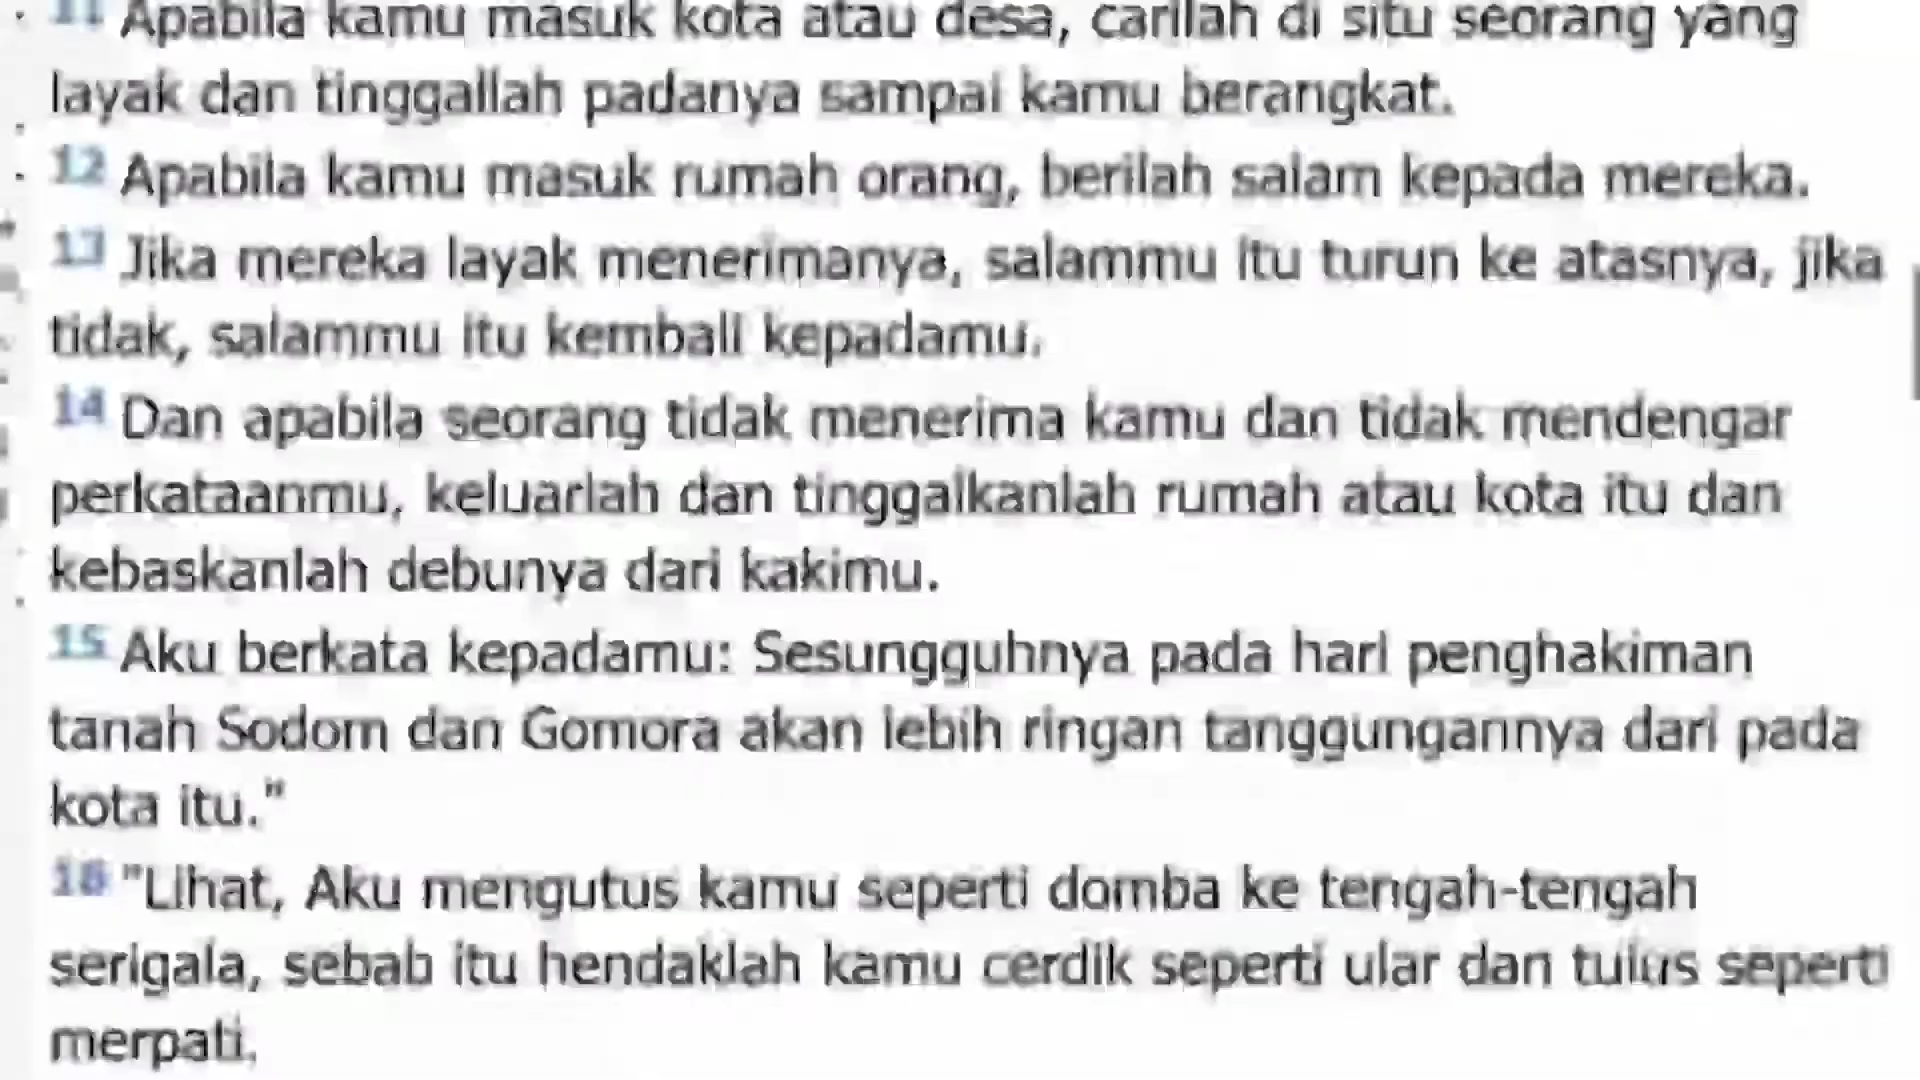 11 Apabila kamu masuk kota atau desa, carilah di situ seorang yang
layak dan tinggallah padanya sampai kamu berangkat.
12 Apabila kamu masuk rumah orang, berilah salam kepada mereka.
13 Jika mereka layak menerimanya, salammu itu turun ke atasnya, jika
tidak, salammu itu kembali kepadamu.
14 Dan apabila seorang tidak menerima kamu dan tidak mendengar
perkataanmu, keluarlah dan tinggalkanlah rumah atau kota itu dan
kebaskanlah debunya dari kakimu.
15 Aku berkata kepadamu: Sesungguhnya pada hari penghakiman
tanah Sodom dan Gomora akan lebih ringan tanggungannya dari pada
kota itu."
16 "Lihat, Aku mengutus kamu seperti domba ke tengah-tengah
serigala, sebab itu hendaklah kamu cerdik seperti ular dan tulus seperti
merpati.